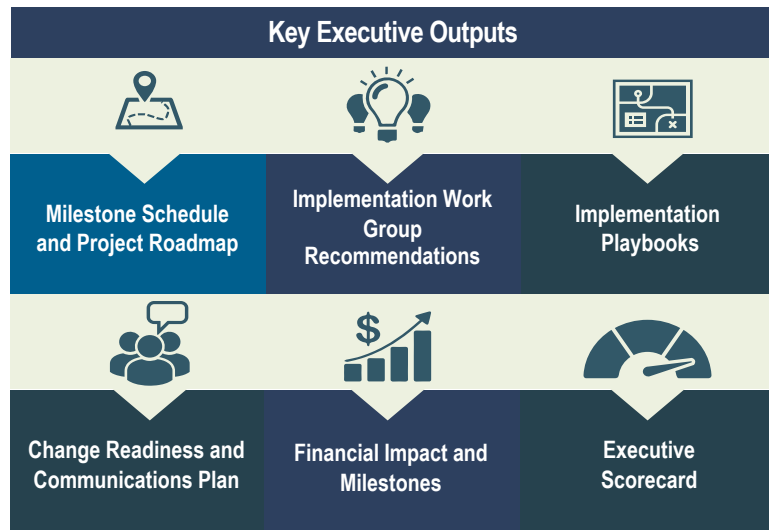 Key Executive Outputs
Milestone Schedule
and Project Roadmap
Implementation Work
Group
Recommendations
Implementation
Playbooks
$
Change Readiness and
Communications Plan
Financial Impact and
Milestones
Executive
Scorecard